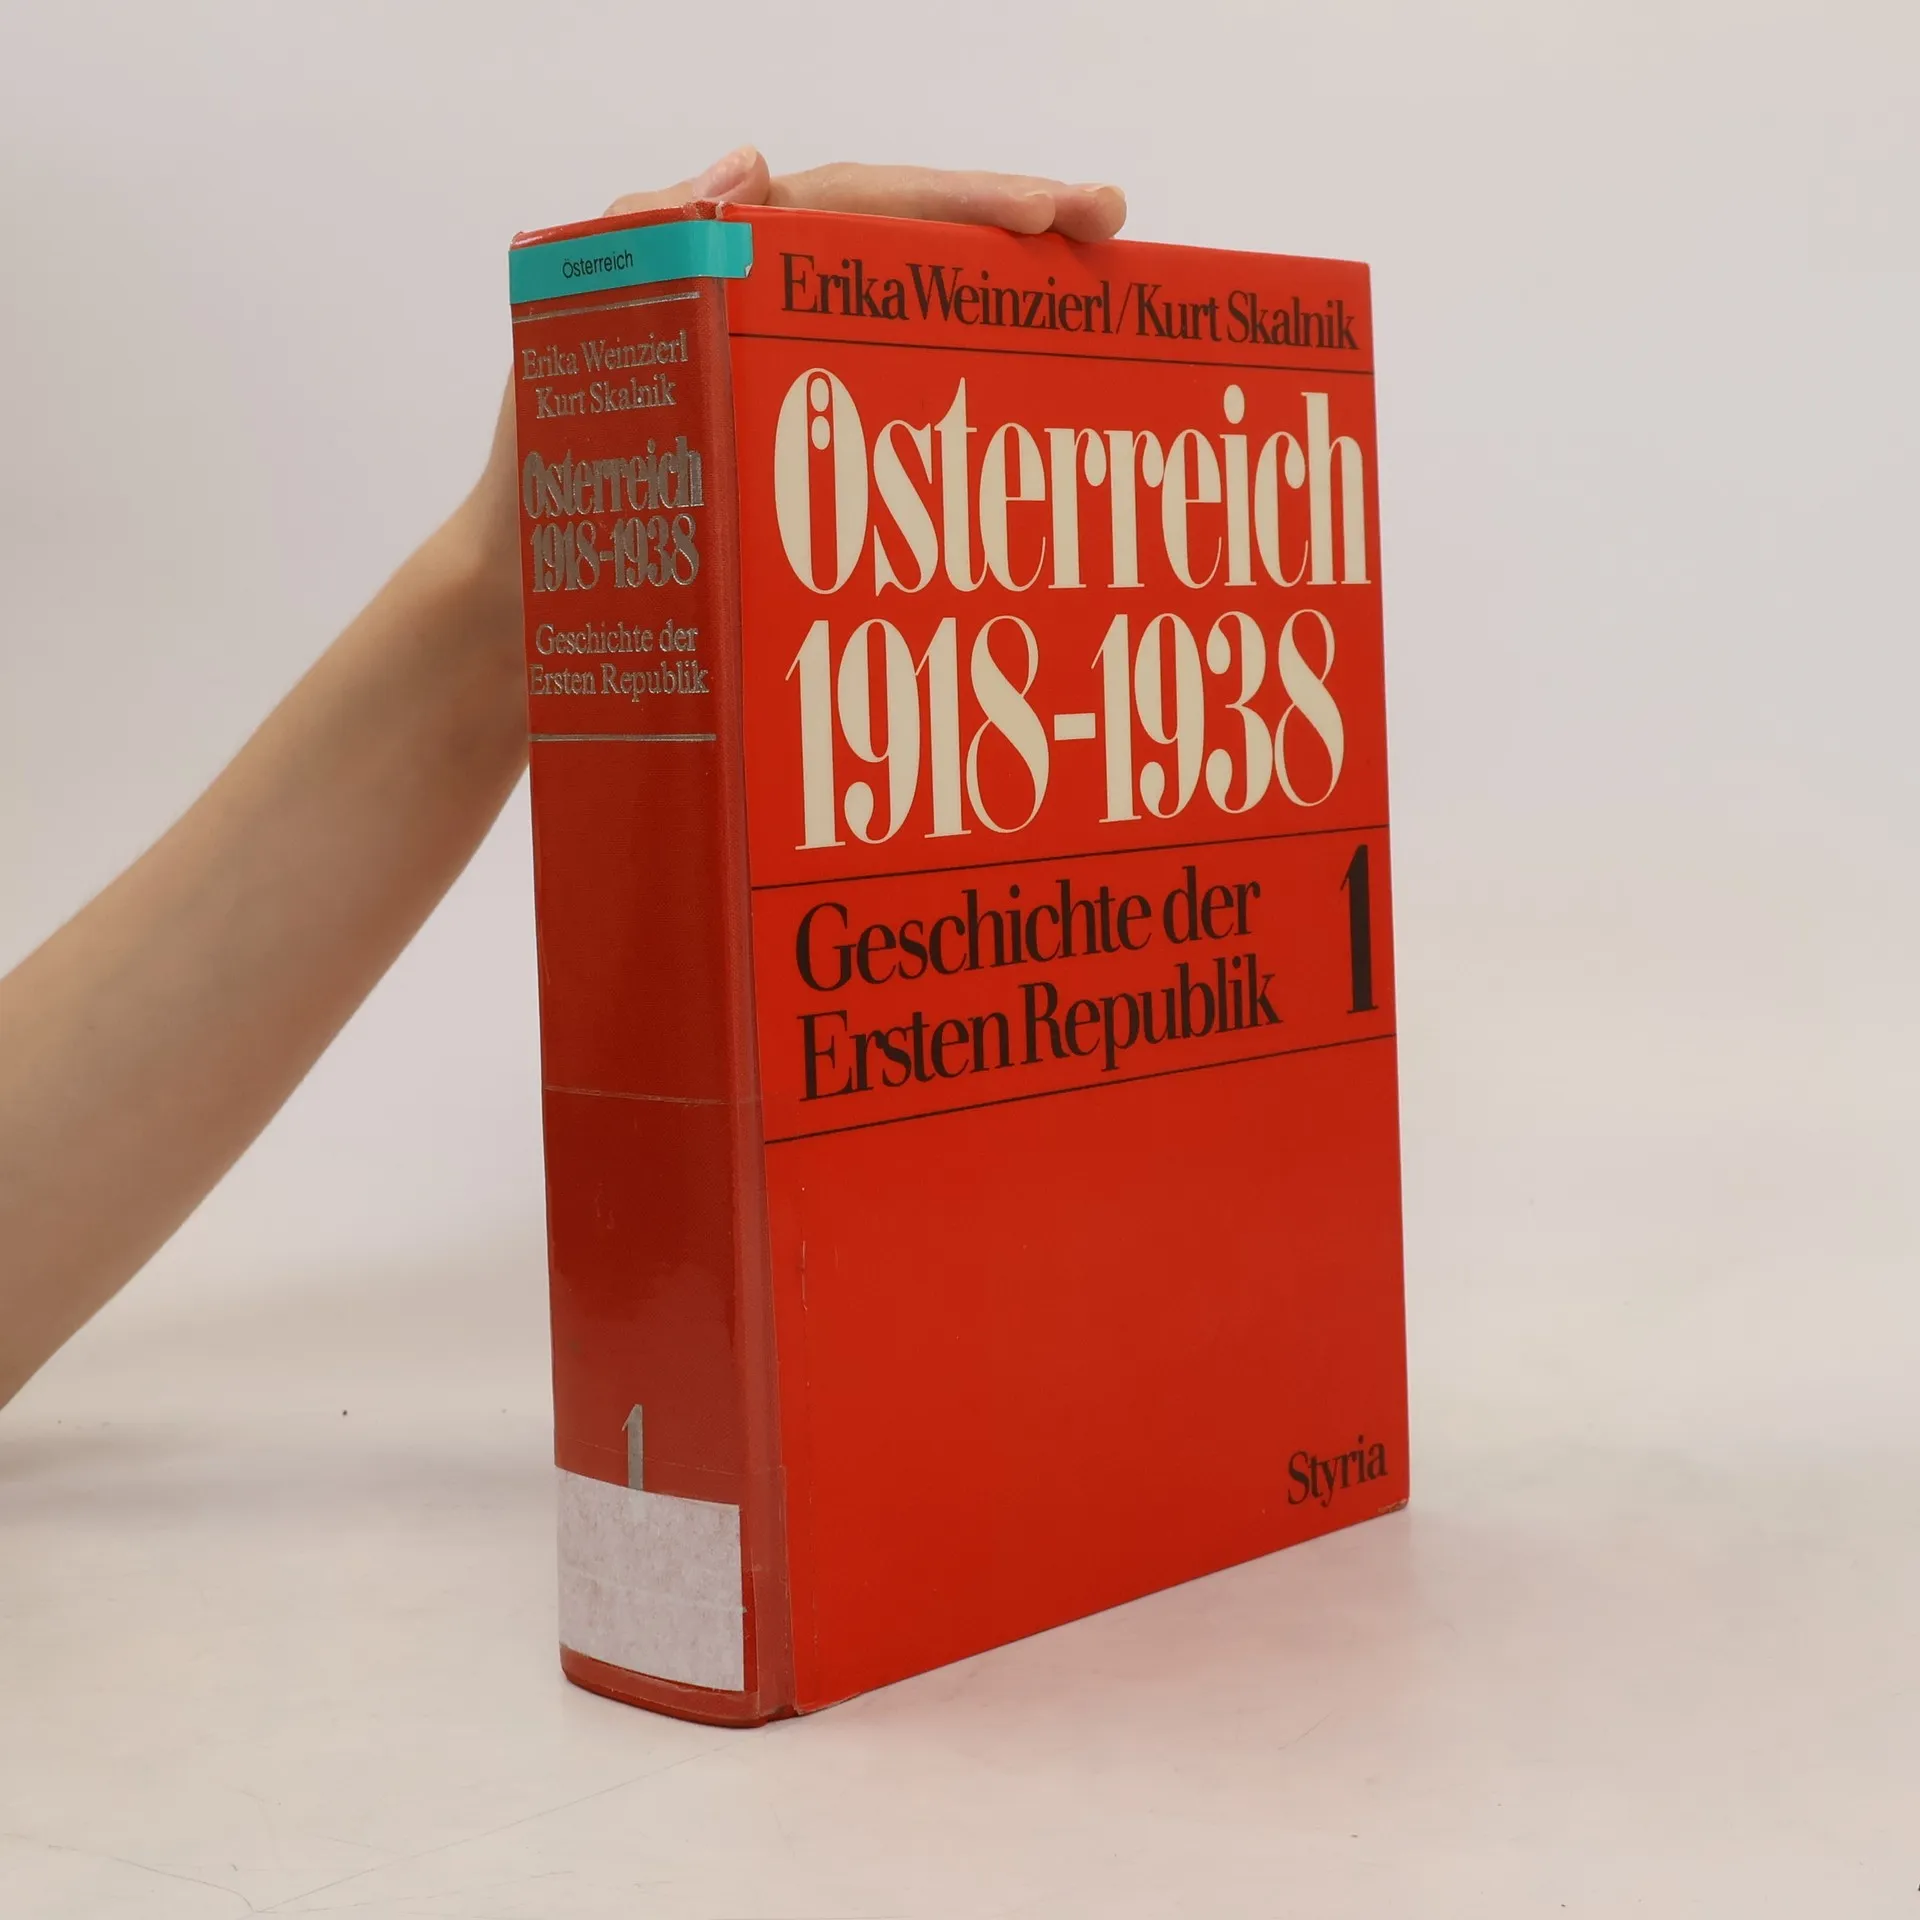 Österreich
Erika Weinzierl
Kurt Skalnik
Österreich
1918-1938
Geschichte der
Ersten Republik
1
Erika Weinzierl/Kurt Skalnik
Österreich
1918-1938
Geschichte der
Ersten Republik
1
Styria